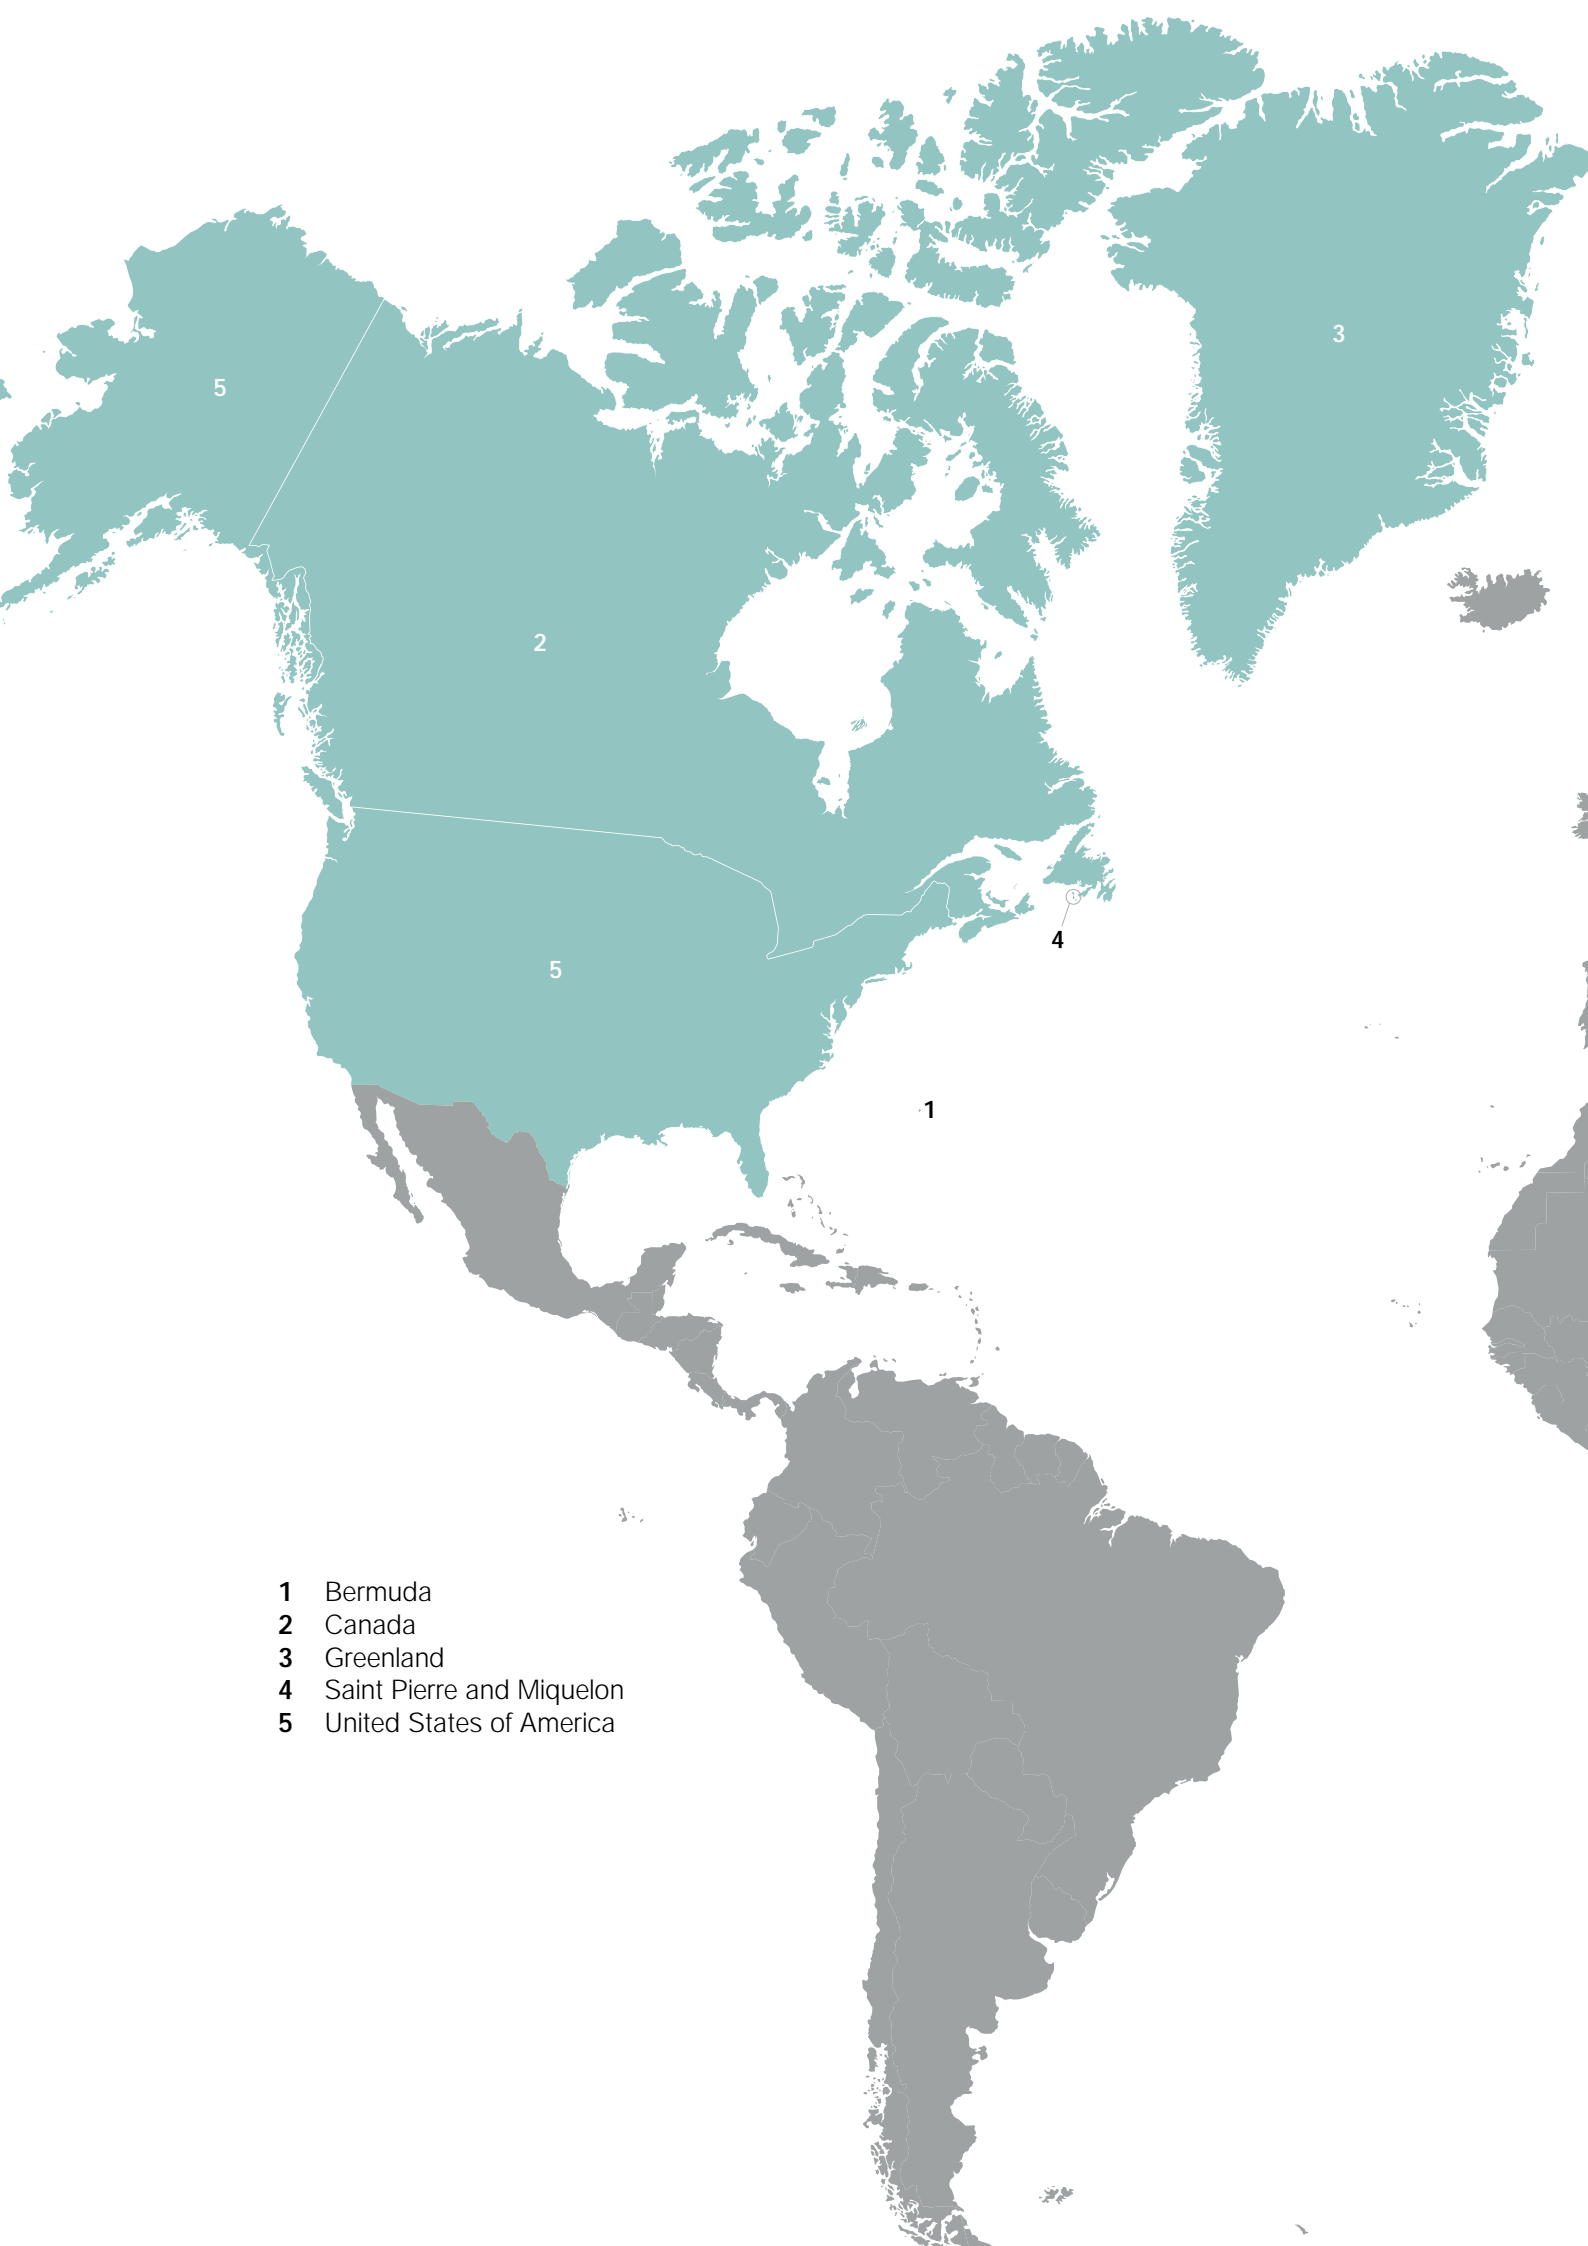 3
5
2
4
5
1
1 Bermuda
2 Canada
3 Greenland
4 Saint Pierre and Miquelon
5 United States of America